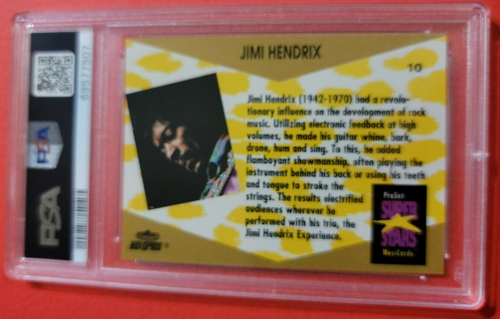 JIMI HENDRIX
10
Jimi Hendrix (1942-1970) had a revolu-
tionary influence on the development of rock
music. Utilizing electronic feedback at high
volumes, he made his guitar whine, bark,
drone, hum and sing. To this, he added
flamboyant showmanship, often playing the
instrument behind his back or using his teeth
and tongue to stroke the
strings. The results electrified
audiences wherever he
performed with his trio, the
Jimi Hendrix Experience.
ProSet
SUPER
STARS
MusiCards
PSA
PSA